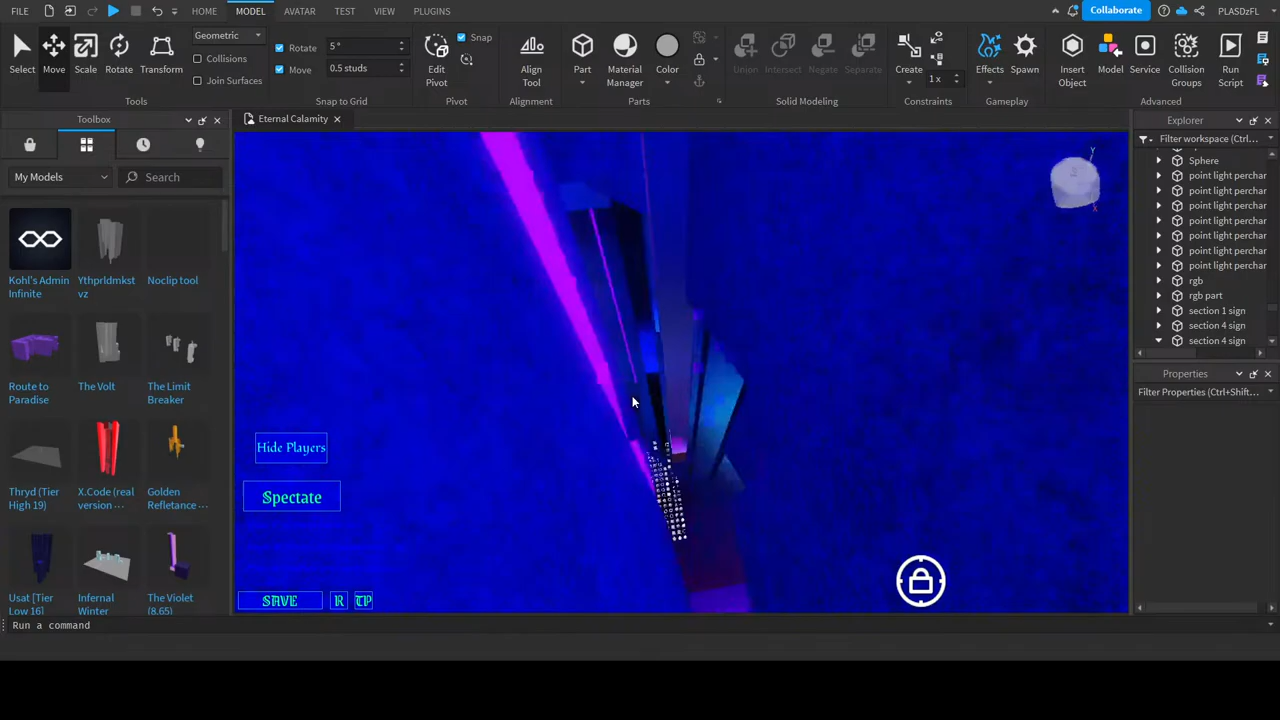 FILE HOME MODEL AVATAR TEST VIEW PLUGINS Collaborate PLASDzFL
Select Move Scale Rotate Transform
Geometric
Collisions
Join Surfaces
Tools
Rotate 5 °
Move 0.5 studs
Snap to Grid
Edit Pivot
Snap
Pivot
Align Tool
Alignment
Part
Material Manager
Color
Parts
Union Intersect Negate Separate
Solid Modeling
Create
1 x
Constraints
Effects Spawn
Gameplay
Insert Object
Model
Service
Collision Groups
Run Script
Advanced
Toolbox
Eternal Calamity
My Models
Search
Kohl's Admin Infinite
Ythprldmkst vz
Noclip tool
Route to Paradise
The Volt
The Limit Breaker
Thryd (Tier High 19)
X.Code (real version ...
Golden Refletance ...
Usat [Tier Low 16]
Infernal Winter
The Violet (8.65)
Hide Players
Spectate
SAVE R TP
Y
X
Explorer
Filter workspace (Ctrl...
Sphere
point light perchar
point light perchar
point light perchar
point light perchar
point light perchar
point light perchar
point light perchar
rgb
rgb part
section 1 sign
section 4 sign
section 4 sign
Properties
Filter Properties (Ctrl+Shift...
Run a command